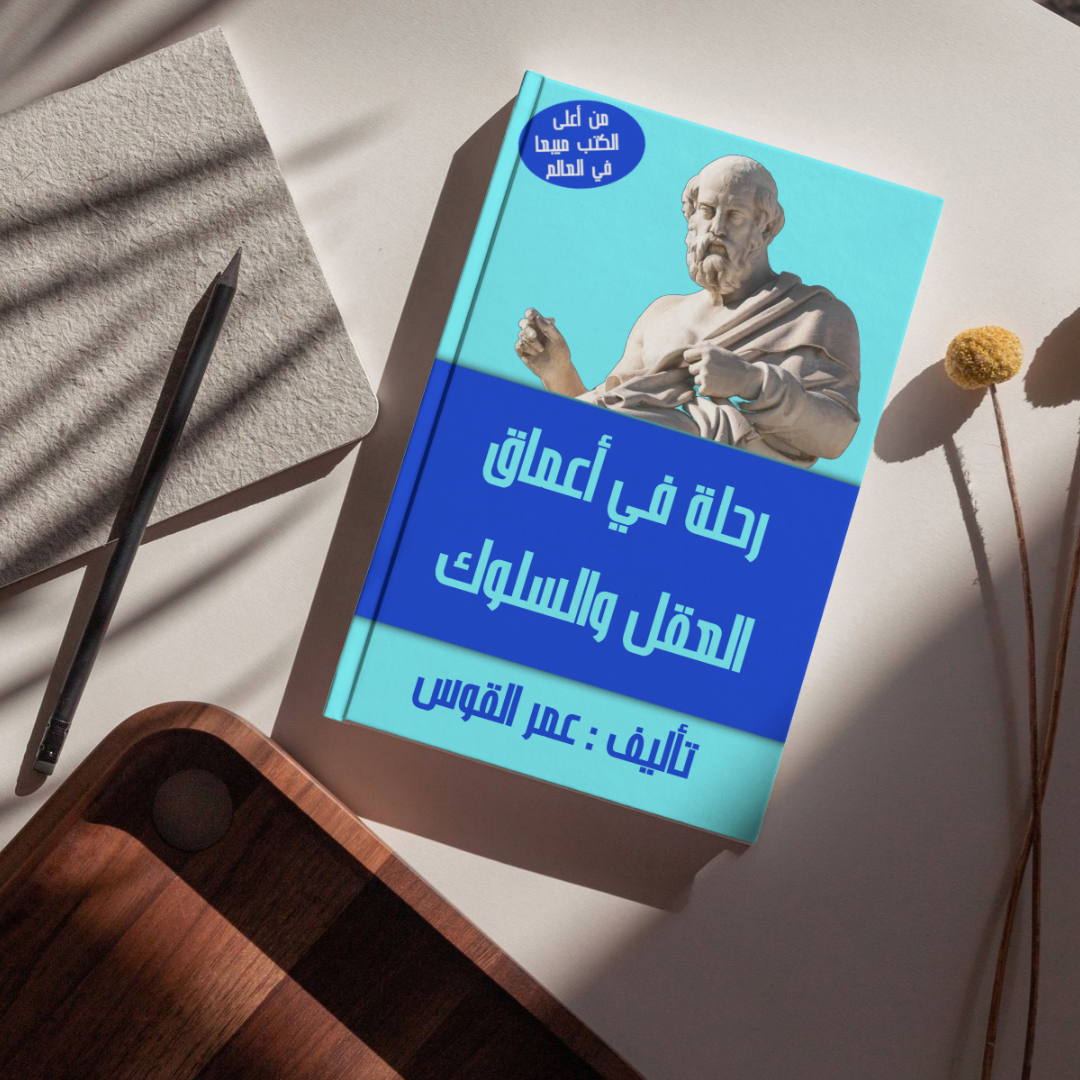 من أعلى
الكتب مبيعا
في العالم
رحلة في أعماق
العقل والسلوك
تأليف : عمر القوس